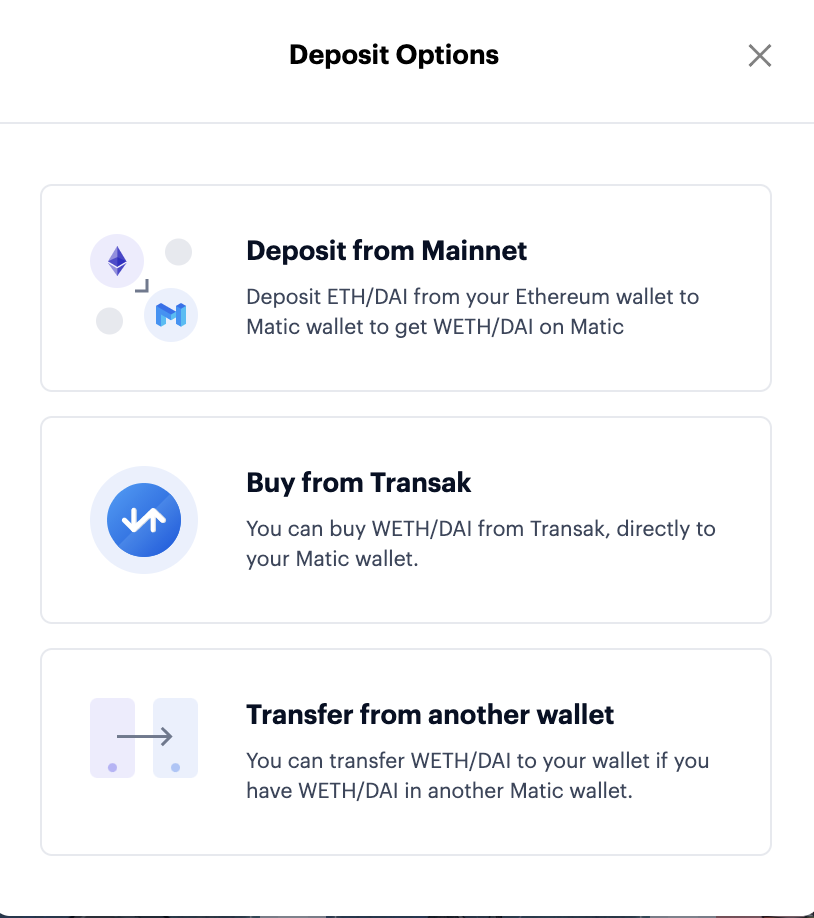 Deposit Options
Deposit from Mainnet
Deposit ETH/DAI from your Ethereum wallet to
Matic wallet to get WETH/DAI on Matic
Buy from Transak
You can buy WETH/DAI from Transak, directly to
your Matic wallet.
Transfer from another wallet
You can transfer WETH/DAI to your wallet if you
have WETH/DAI in another Matic wallet.